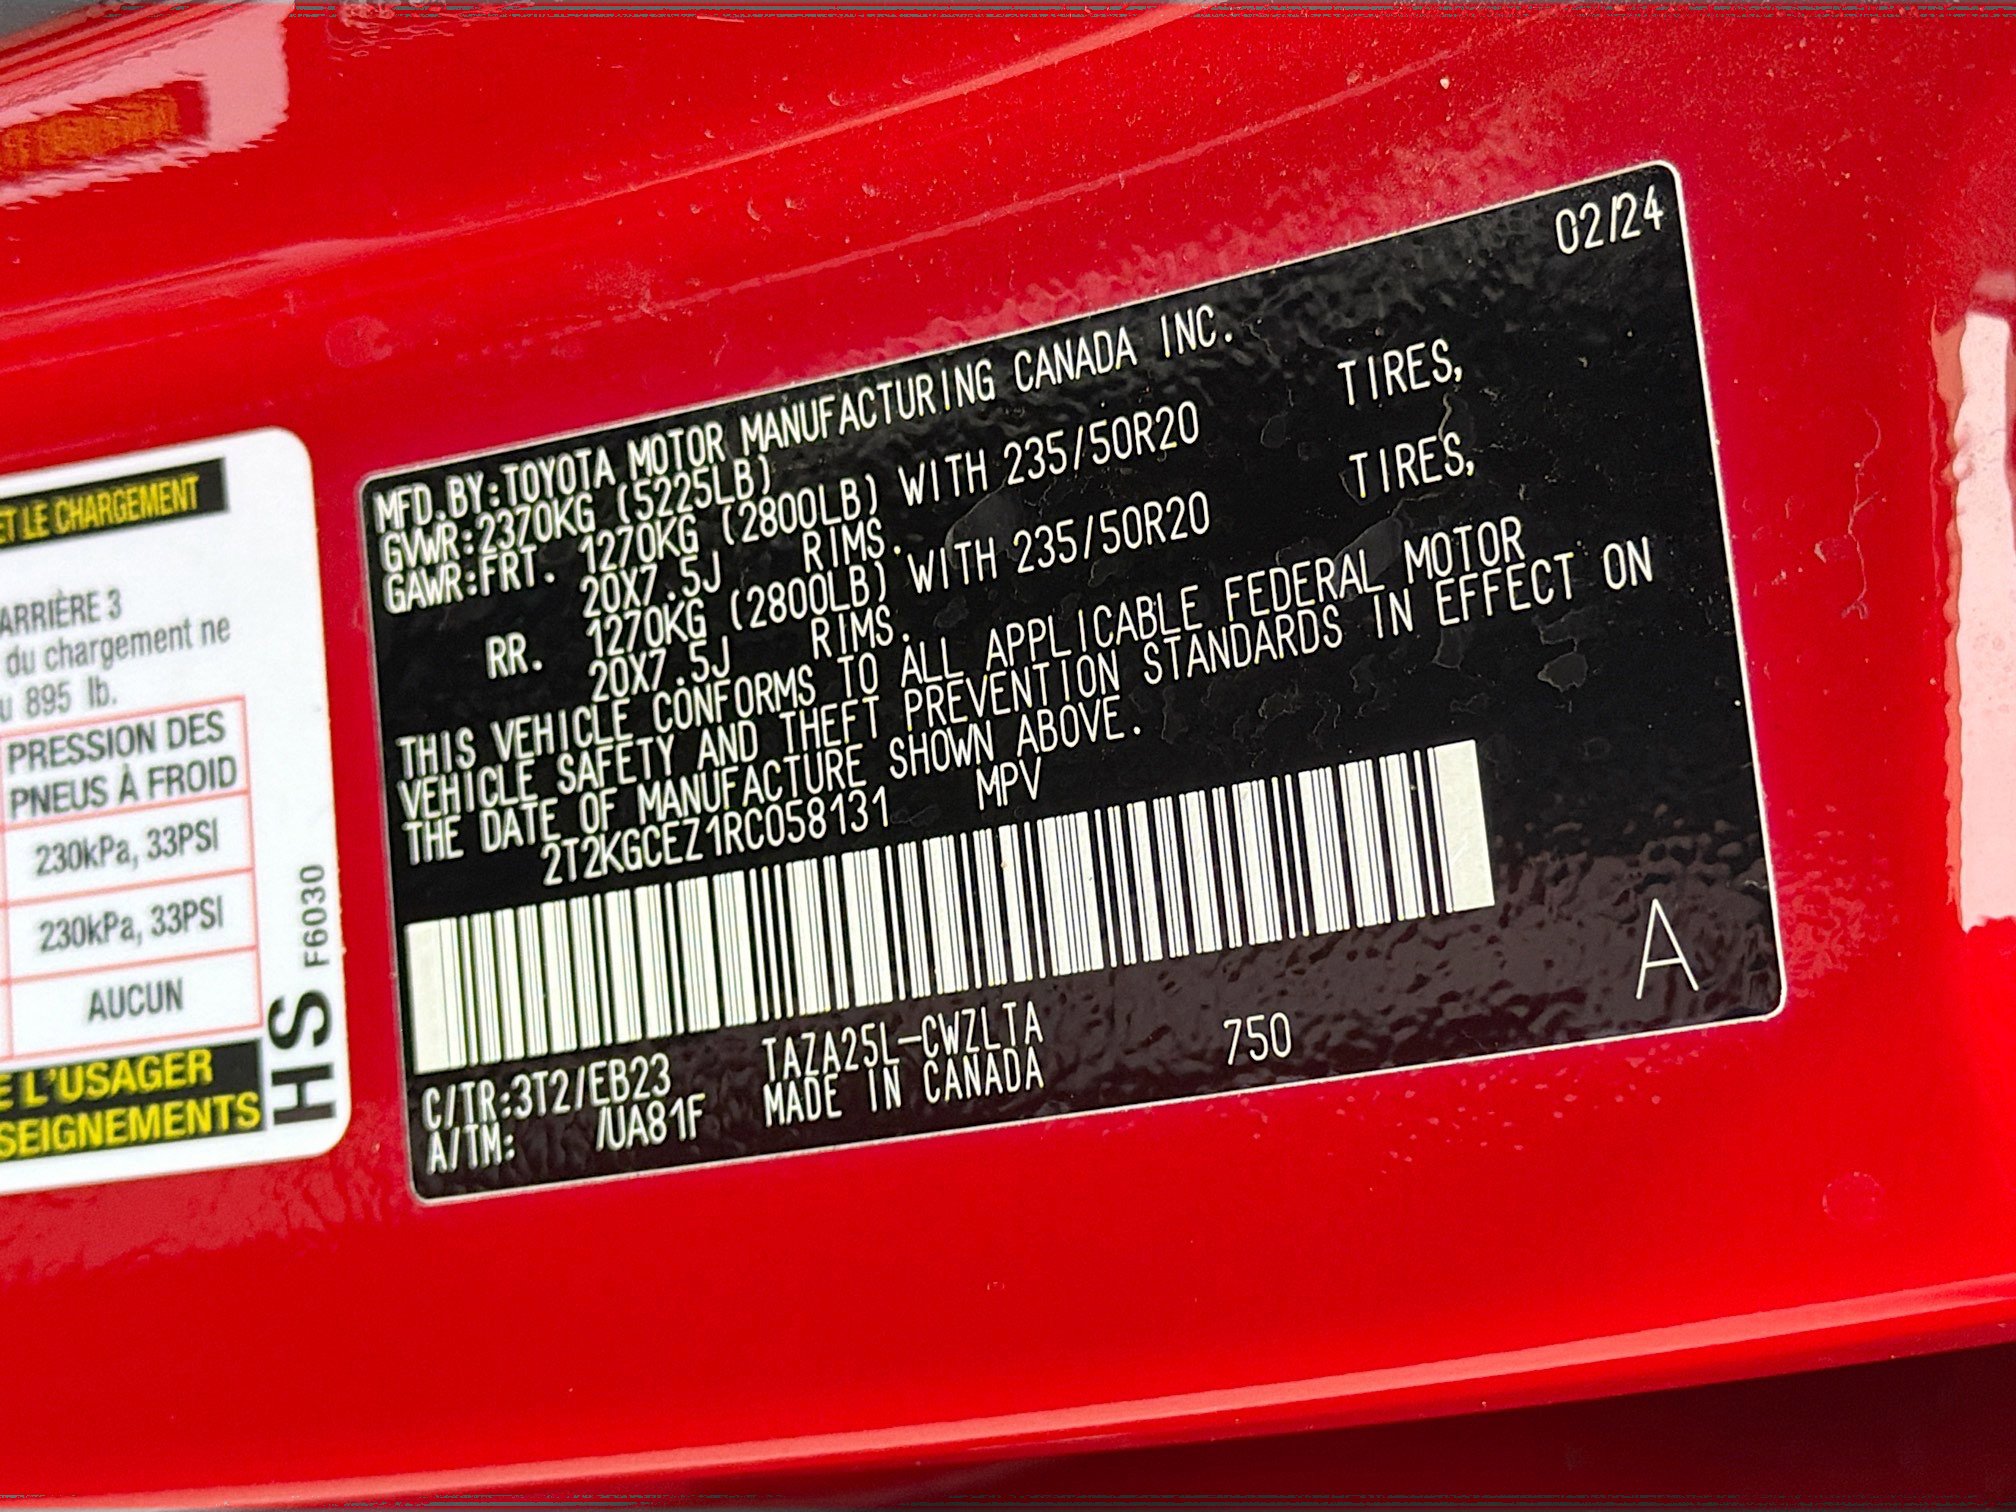 ET LE CHARGEMENT
ARRIÈRE 3
du chargement ne
895 lb.
PRESSION DES
PNEUS À FROID
230kPa, 33PSI
230kPa, 33PSI
AUCUN
L'USAGER
SEIGNEMENTS
HS F6030
02/24
MFD.BY:TOYOTA MOTOR MANUFACTURING CANADA INC.
GVWR:2370KG (5225LB)
GAWR:FRT. 1270KG (2800LB) WITH 235/50R20 TIRES,
20X7.5J RIMS.
RR. 1270KG (2800LB) WITH 235/50R20 TIRES,
20X7.5J RIMS.
THIS VEHICLE CONFORMS TO ALL APPLICABLE FEDERAL MOTOR
VEHICLE SAFETY AND THEFT PREVENTION STANDARDS IN EFFECT ON
THE DATE OF MANUFACTURE SHOWN ABOVE.
2T2KGCEZ1RC058131 MPV
A
C/TR:3T2/EB23 TAZA25L-CWZLTA 750
A/TM: /UA81F MADE IN CANADA